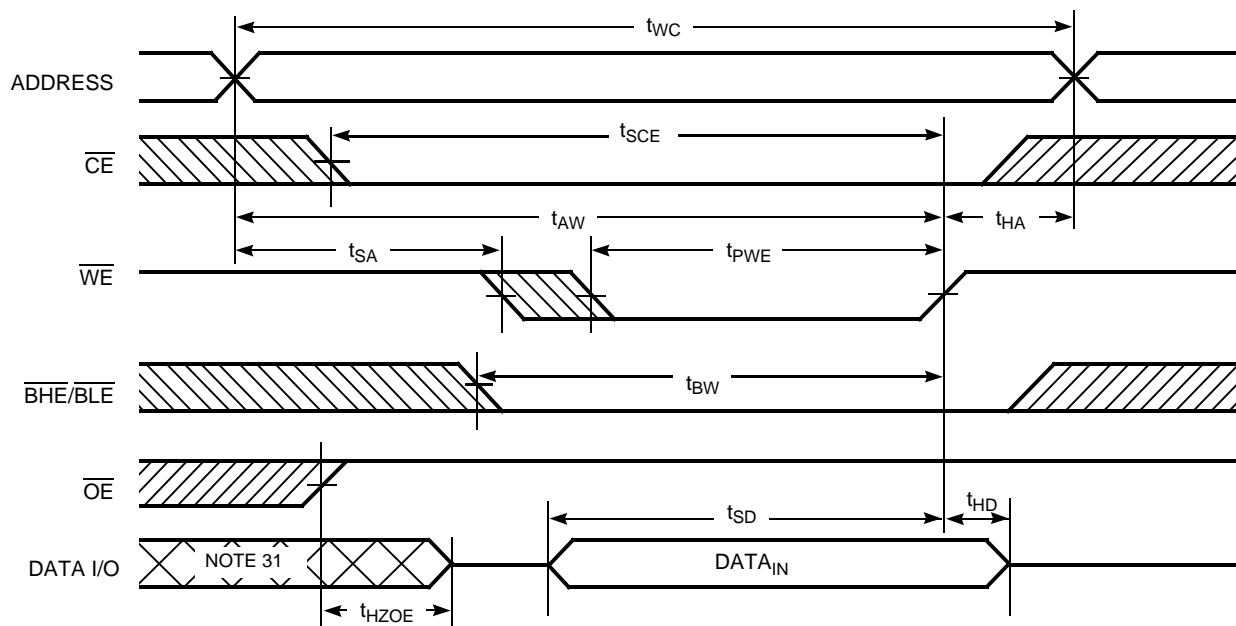 tWC
ADDRESS
tSCE
CE
tAW
tHA
tSA
tPWE
WE
tBW
BHE/BLE
OE
tSD
tHD
DATA I/O
NOTE 31
DATAIN
tHZOE